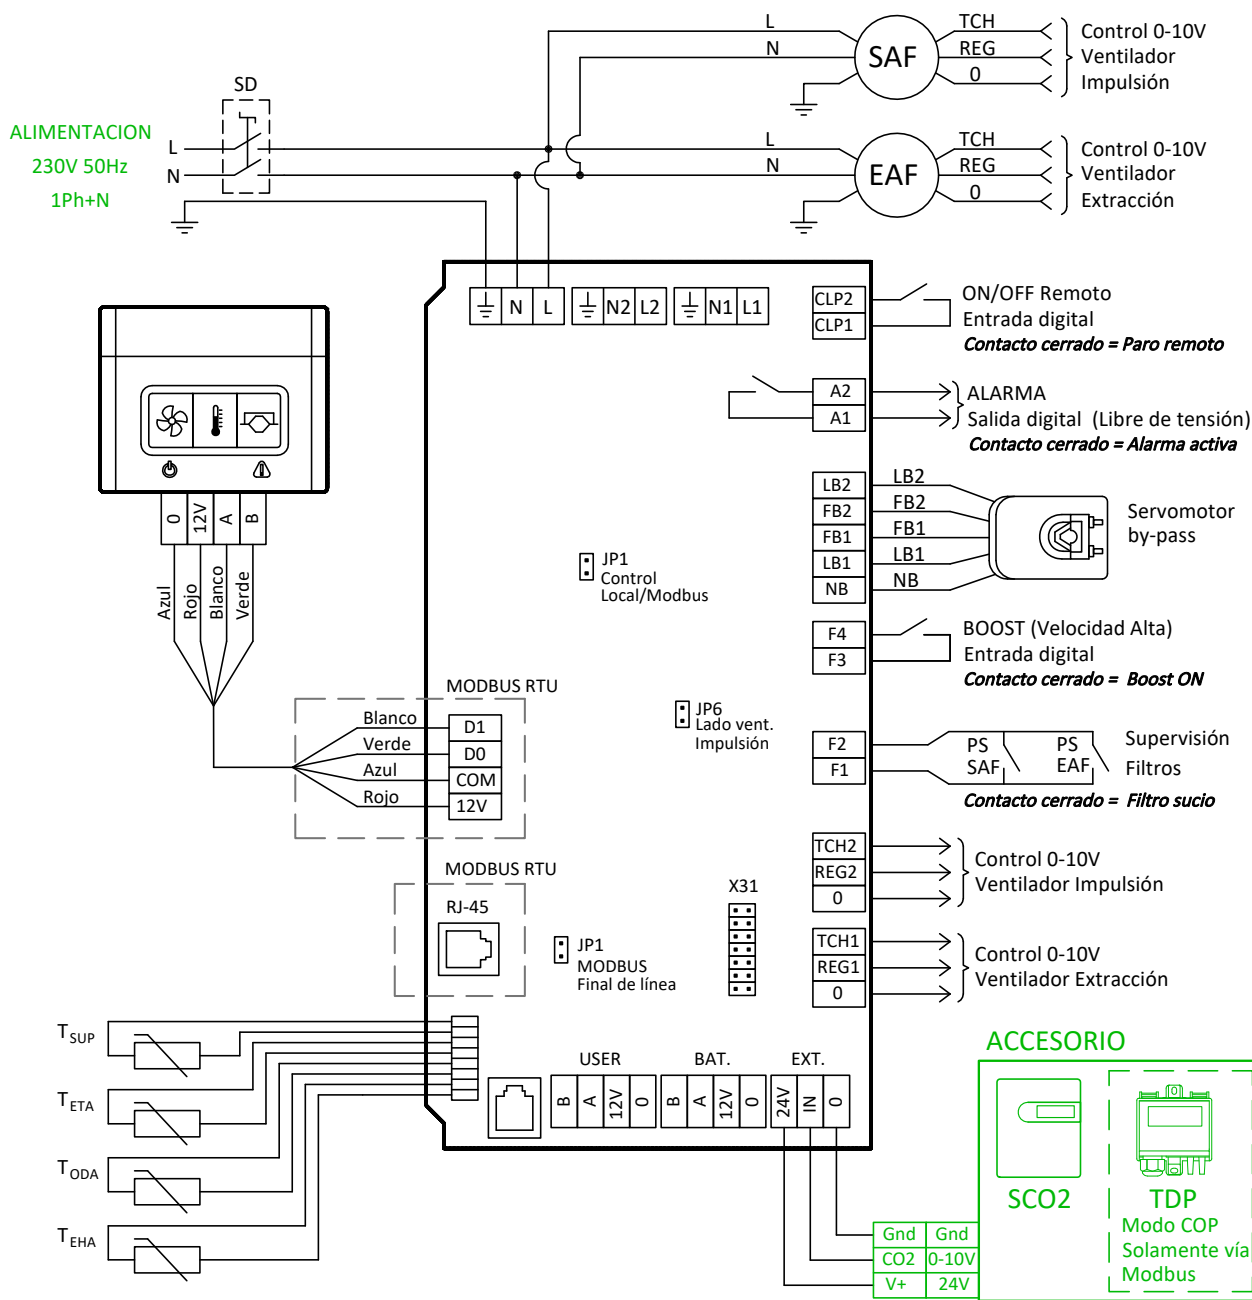 L
TCH
Control 0-10V
N
SAF
REG
Ventilador
0
Impulsión
SD
ALIMENTACION
L
L
TCH
Control 0-10V
230V 50Hz
N
N
EAF
REG
Ventilador
1Ph+N
0
Extracción
N
L
N2
L2
N1
L1
CLP2
ON/OFF Remoto
CLP1
Entrada digital
Contacto cerrado = Paro remoto
A2
ALARMA
A1
Salida digital (Libre de tensión)
Contacto cerrado = Alarma activa
0
12V
A
B
Azul
Rojo
Blanco
Verde
LB2
LB2
FB2
FB2
FB1
FB1
LB1
LB1
NB
NB
Servomotor
by-pass
JP1
Control
Local/Modbus
F4
BOOST (Velocidad Alta)
F3
Entrada digital
Contacto cerrado = Boost ON
MODBUS RTU
Blanco
D1
Verde
D0
Azul
COM
Rojo
12V
JP6
Lado vent.
Impulsión
F2
F1
PS
SAF
PS
EAF
Supervisión
Filtros
Contacto cerrado = Filtro sucio
TCH2
REG2
0
Control 0-10V
Ventilador Impulsión
MODBUS RTU
RJ-45
X31
JP1
MODBUS
Final de línea
TCH1
REG1
0
Control 0-10V
Ventilador Extracción
TSUP
TETA
TODA
TEHA
USER
BAT.
EXT.
B
A
12V
0
B
A
12V
0
24V
IN
0
ACCESORIO
SCO2
TDP
Modo COP
Solamente vía
Modbus
Gnd
Gnd
CO2
0-10V
V+
24V